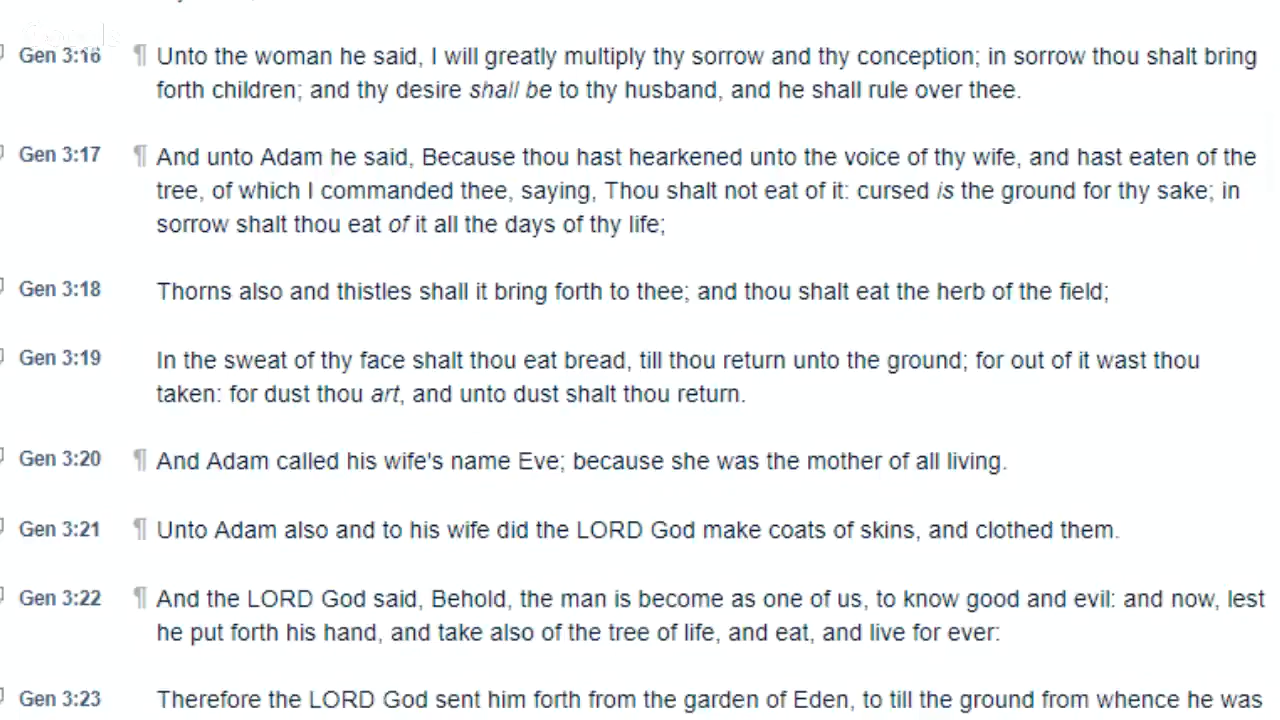 Gen 3:16 ¶ Unto the woman he said, I will greatly multiply thy sorrow and thy conception; in sorrow thou shalt bring
forth children; and thy desire shall be to thy husband, and he shall rule over thee.
Gen 3:17 ¶ And unto Adam he said, Because thou hast hearkened unto the voice of thy wife, and hast eaten of the
tree, of which I commanded thee, saying, Thou shalt not eat of it: cursed is the ground for thy sake; in
sorrow shalt thou eat of it all the days of thy life;
Gen 3:18 Thorns also and thistles shall it bring forth to thee; and thou shalt eat the herb of the field;
Gen 3:19 In the sweat of thy face shalt thou eat bread, till thou return unto the ground; for out of it wast thou
taken: for dust thou art, and unto dust shalt thou return.
Gen 3:20 ¶ And Adam called his wife's name Eve; because she was the mother of all living.
Gen 3:21 ¶ Unto Adam also and to his wife did the LORD God make coats of skins, and clothed them.
Gen 3:22 ¶ And the LORD God said, Behold, the man is become as one of us, to know good and evil: and now, lest
he put forth his hand, and take also of the tree of life, and eat, and live for ever:
Gen 3:23 Therefore the LORD God sent him forth from the garden of Eden, to till the ground from whence he was